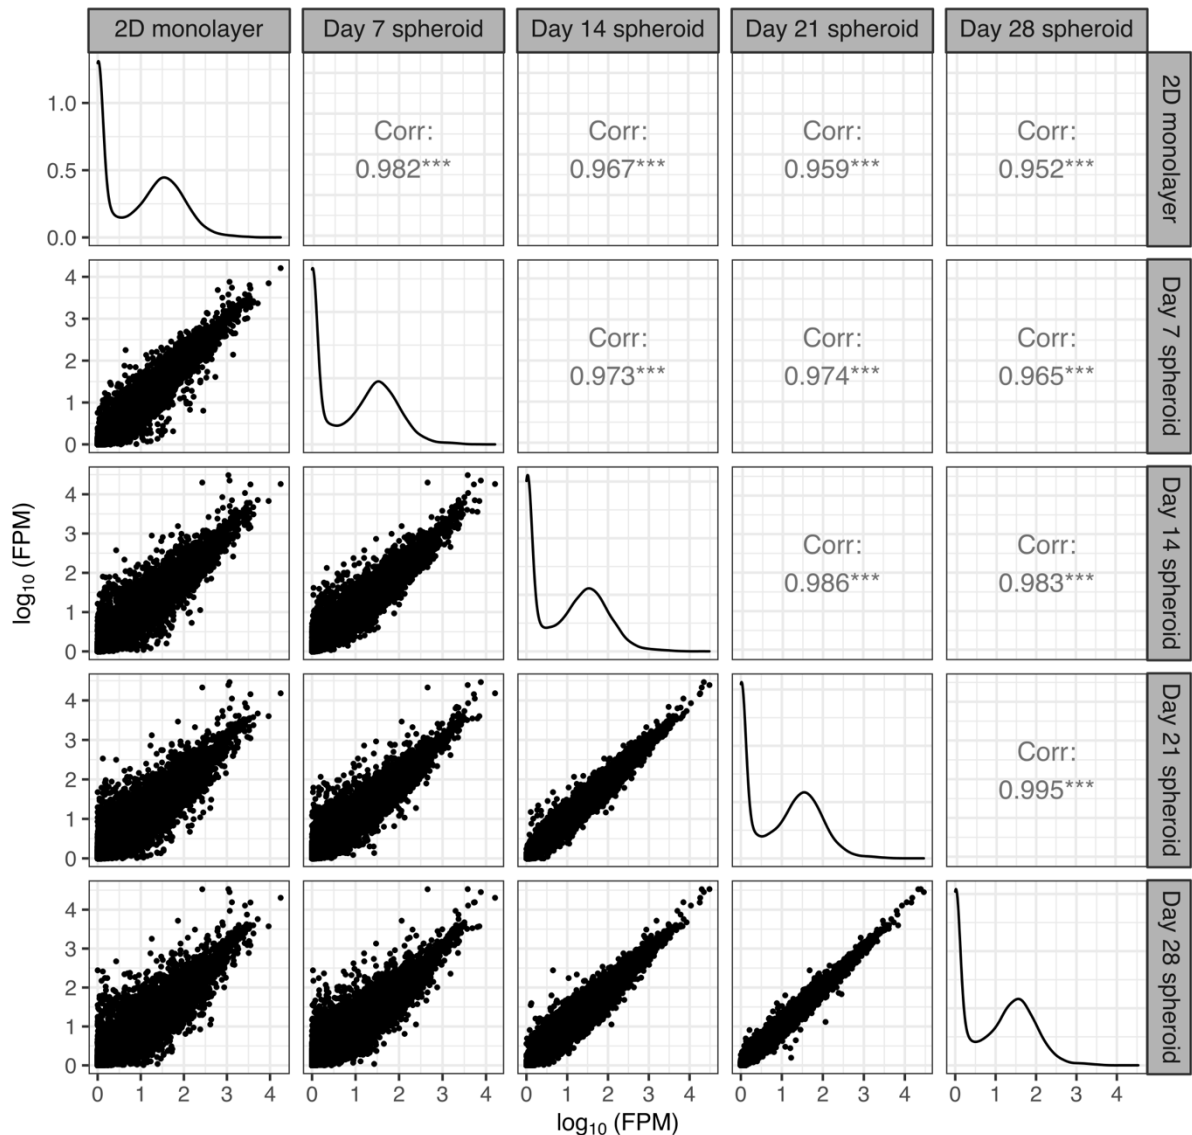 2D monolayer Day 7 spheroid Day 14 spheroid Day 21 spheroid Day 28 spheroid
1.0
0.5
0.0
Corr:
0.982***
Corr:
0.967***
Corr:
0.959***
Corr:
0.952***
2D monolayer
4
3
2
1
0
Corr:
0.973***
Corr:
0.974***
Corr:
0.965***
Day 7 spheroid
log₁₀ (FPM)
4
3
2
1
0
Corr:
0.986***
Corr:
0.983***
Day 14 spheroid
4
3
2
1
0
Corr:
0.995***
Day 21 spheroid
4
3
2
1
0
Day 28 spheroid
0 1 2 3 4 0 1 2 3 4 0 1 2 3 4 0 1 2 3 4 0 1 2 3 4
log₁₀ (FPM)